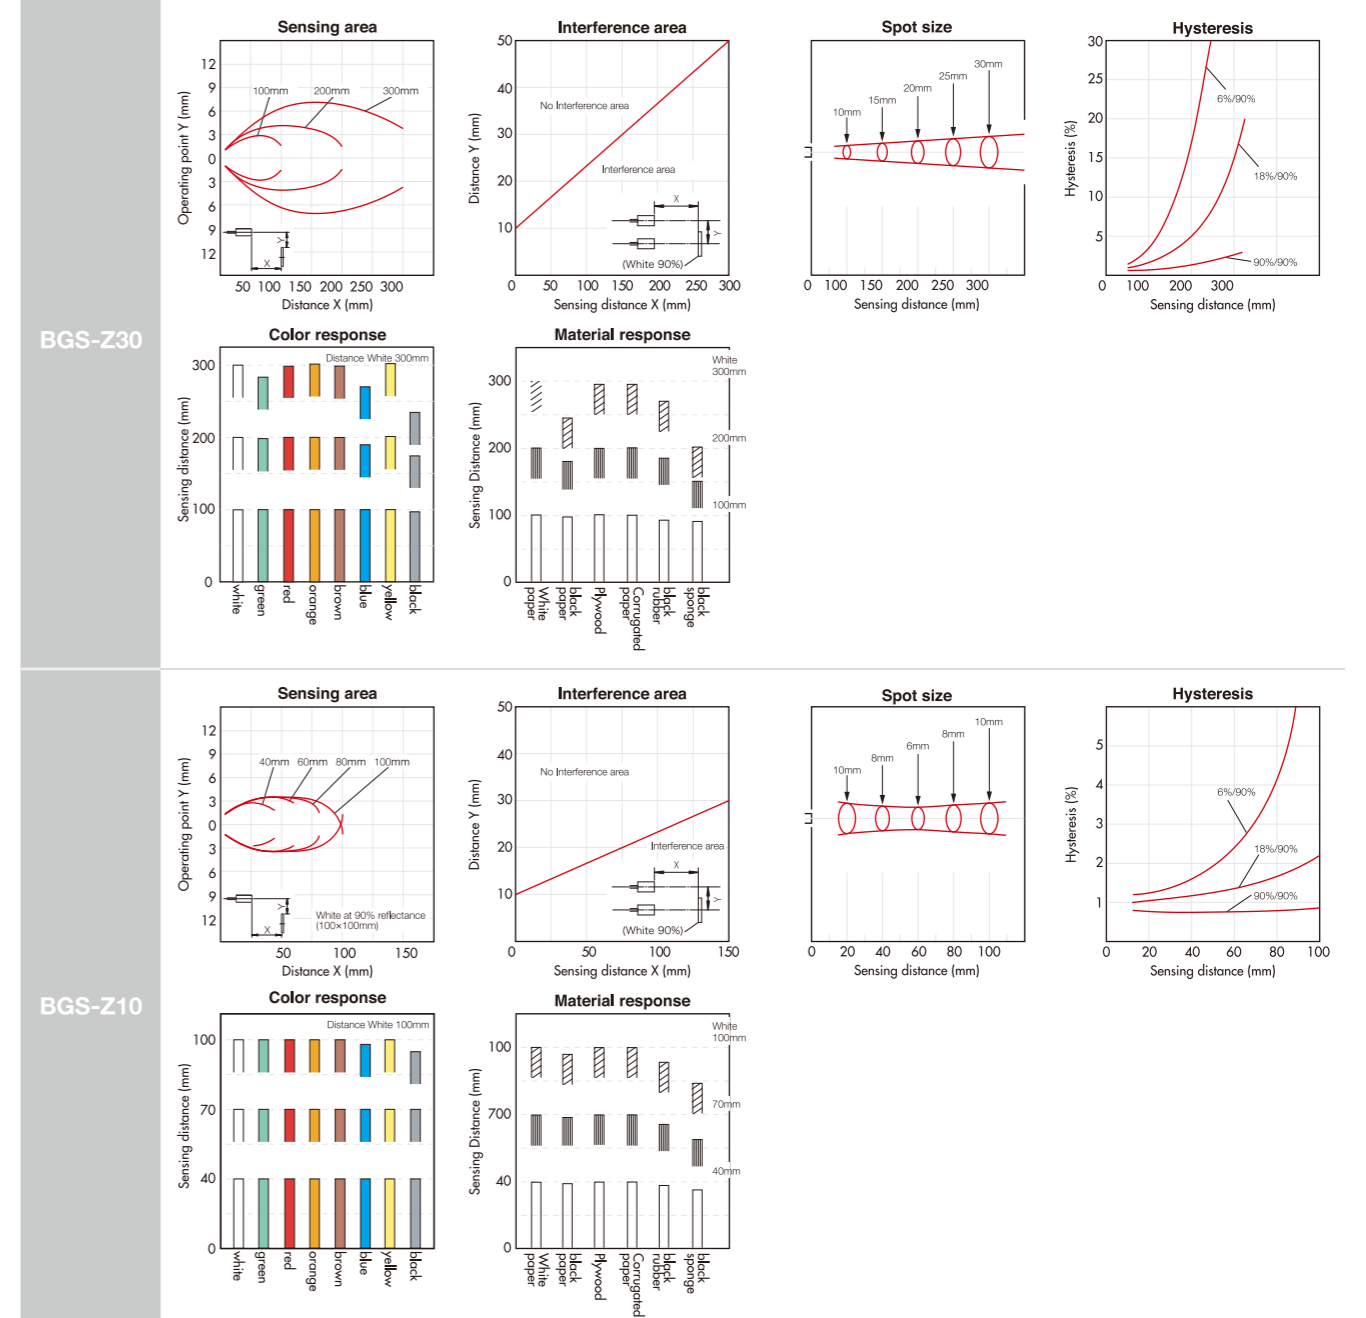 BGS-Z30
Sensing area
12
9
6
3
0
3
6
9
12
Operating point Y (mm)
100mm
200mm
300mm
X
Y
50 100 150 200 250 300
Distance X (mm)
Interference area
50
40
30
20
10
Distance Y (mm)
No Interference area
Interference area
X
Y
(White 90%)
0 50 100 150 200 250 300
Sensing distance X (mm)
Spot size
10mm
15mm
20mm
25mm
30mm
0 100 150 200 300
Sensing distance (mm)
Hysteresis
30
25
20
15
10
5
Hysteresis (%)
6%/90%
18%/90%
90%/90%
0 100 200 300
Sensing distance (mm)
Color response
Distance White 300mm
300
200
100
0
Sensing distance (mm)
white
green
red
orange
brown
blue
yellow
black
Material response
White
300mm
200mm
100mm
300
200
100
0
Sensing Distance (mm)
White
paper
black
paper
Plywood
Corrugated
paper
black
rubber
black
sponge
BGS-Z10
Sensing area
12
9
6
3
0
3
6
9
12
Operating point Y (mm)
40mm
60mm
80mm
100mm
X
Y
White at 90% reflectance
(100×100mm)
50 100 150
Distance X (mm)
Interference area
50
40
30
20
10
Distance Y (mm)
No Interference area
Interference area
X
Y
(White 90%)
0 50 100 150
Sensing distance X (mm)
Spot size
10mm
8mm
6mm
8mm
10mm
0 20 40 60 80 100
Sensing distance (mm)
Hysteresis
5
4
3
2
1
Hysteresis (%)
6%/90%
18%/90%
90%/90%
0 20 40 60 80 100
Sensing distance (mm)
Color response
Distance White 100mm
100
70
40
0
Sensing distance (mm)
white
green
red
orange
brown
blue
yellow
black
Material response
White
100mm
70mm
40mm
100
700
40
0
Sensing Distance (mm)
White
paper
black
paper
Plywood
Corrugated
paper
black
rubber
black
sponge